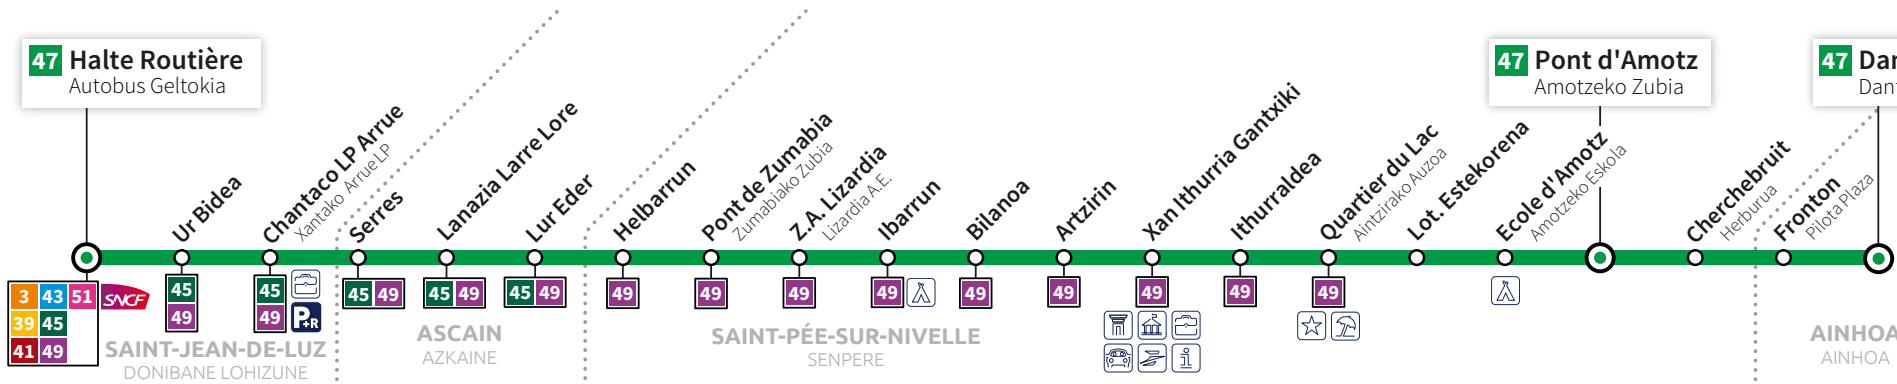 47 Halte Routière
Autobus Geltokia
Ur Bidea
Chantaco LP Arrue
Xantako Arrue LP
Serres
Lanazia Larre Lore
Lur Eder
Helbarrun
Pont de Zumabia
Zumabiako Zubia
Z.A. Lizardia
Lizardia A.E.
Ibarrun
Bilanoa
Artzirin
Xan Ithurria Gantxiki
Ithurraldea
Quartier du Lac
Aintzirako Auzoa
Lot. Estekorena
Ecole d'Amotz
Amotzeko Eskola
47 Pont d'Amotz
Amotzeko Zubia
Cherchebruit
Herburua
Fronton
Pilota Plaza
47 Dan
Dant
3 43 51 SNCF
39 45
41 49
45
49
45
49
P+R
45 49
45 49
45 49
49
49
49
49
49
49
49
i
49
49
SAINT-JEAN-DE-LUZ
DONIBANE LOHIZUNE
ASCAIN
AZKAINE
SAINT-PÉE-SUR-NIVELLE
SENPERE
AINHOA
AINHOA